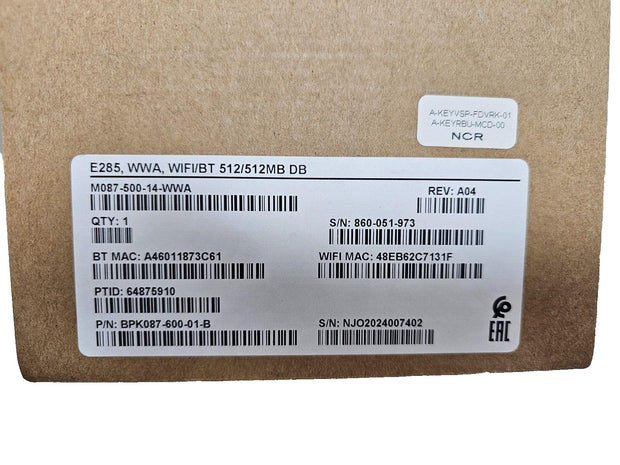 A-KEYVSP-FDVRK-01
A-KEYRBU-MCD-00
NCR
E285, WWA, WIFI/BT 512/512MB DB
M087-500-14-WWA
REV: A04
QTY: 1
S/N: 860-051-973
BT MAC: A46011873C61
WIFI MAC: 48EB62C7131F
PTID: 64875910
P/N: BPK087-600-01-B
S/N: NJO2024007402
EAC